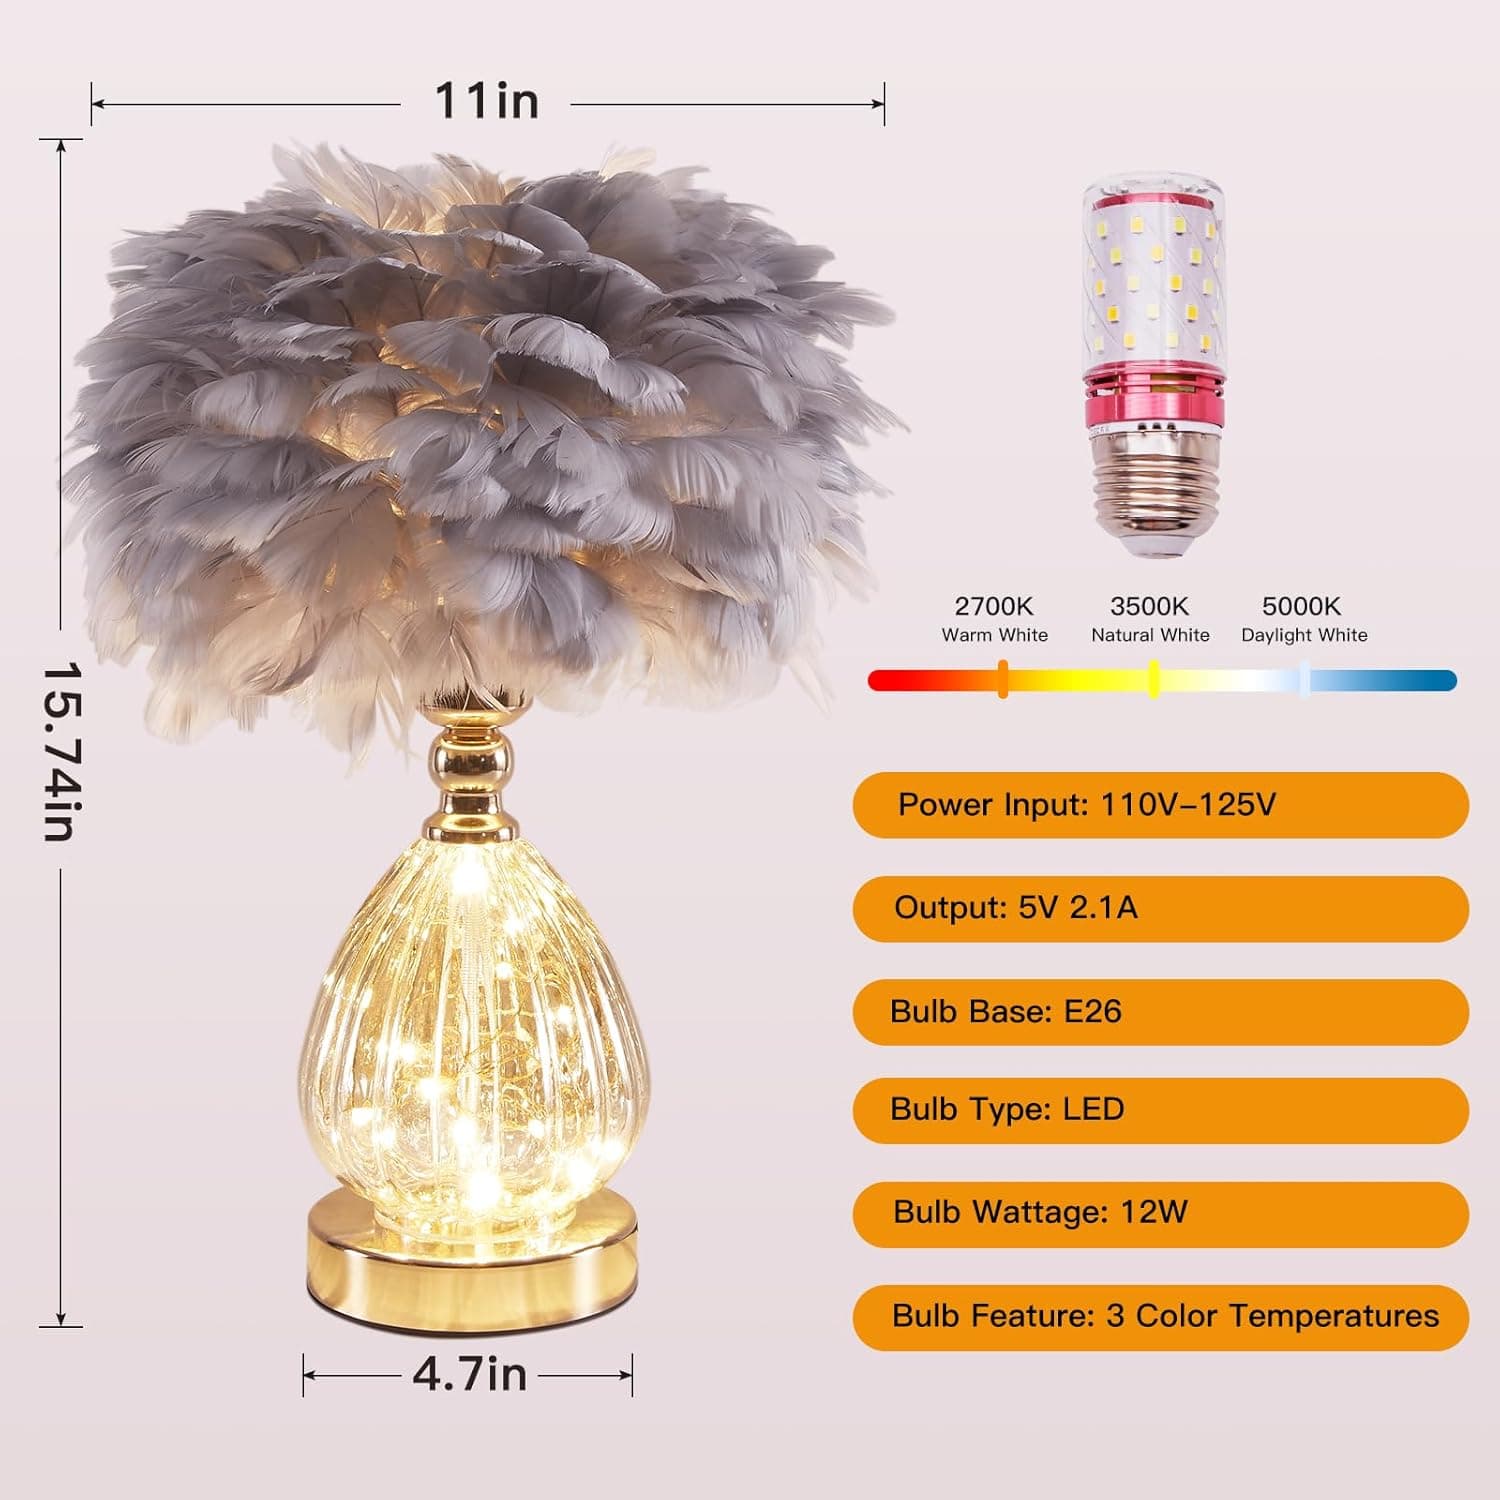 11in
15.74in
4.7in
2700K
Warm White
3500K
Natural White
5000K
Daylight White
Power Input: 110V-125V
Output: 5V 2.1A
Bulb Base: E26
Bulb Type: LED
Bulb Wattage: 12W
Bulb Feature: 3 Color Temperatures